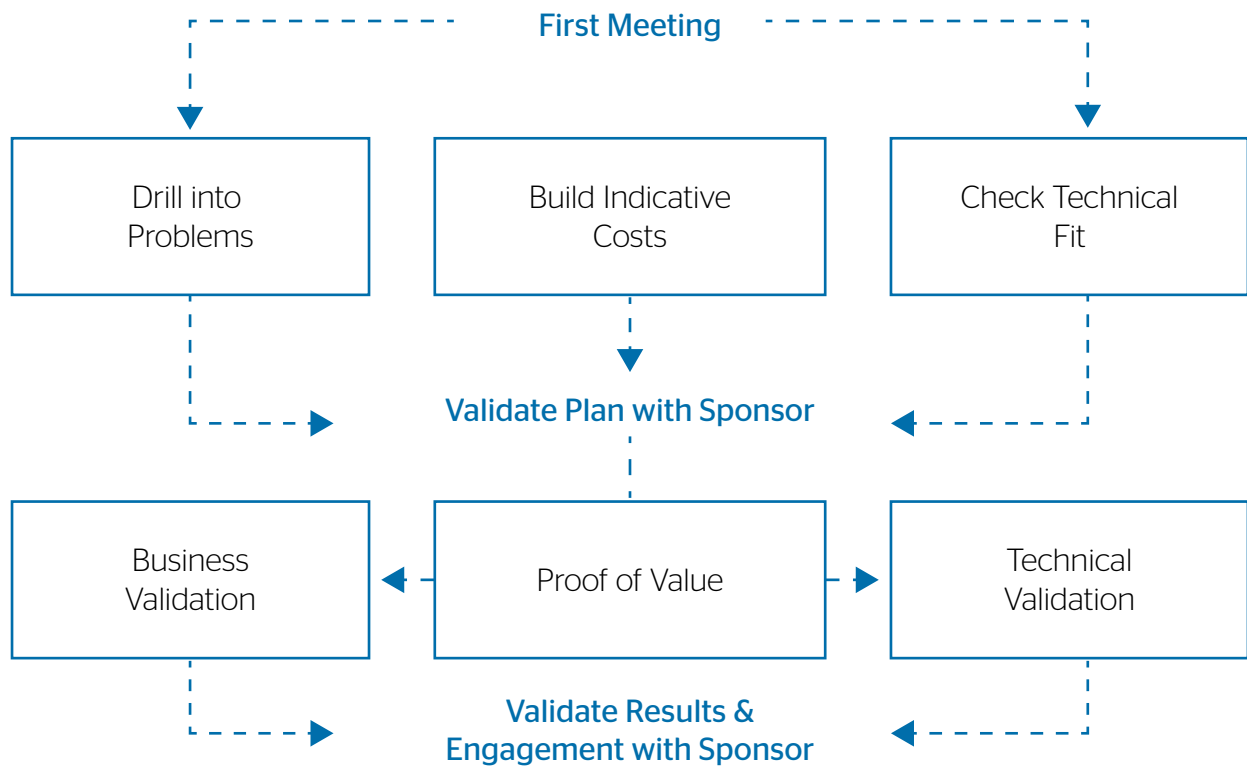 First Meeting
Drill into
Problems
Build Indicative
Costs
Check Technical
Fit
Validate Plan with Sponsor
Business
Validation
Proof of Value
Technical
Validation
Validate Results &
Engagement with Sponsor